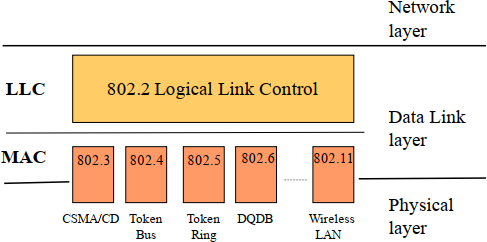 Network
layer
LLC
802.2 Logical Link Control
Data Link
layer
MAC
802.3 802.4 802.5 802.6 802.11
CSMA/CD Token Token DQDB Wireless
Bus Ring LAN
Physical
layer